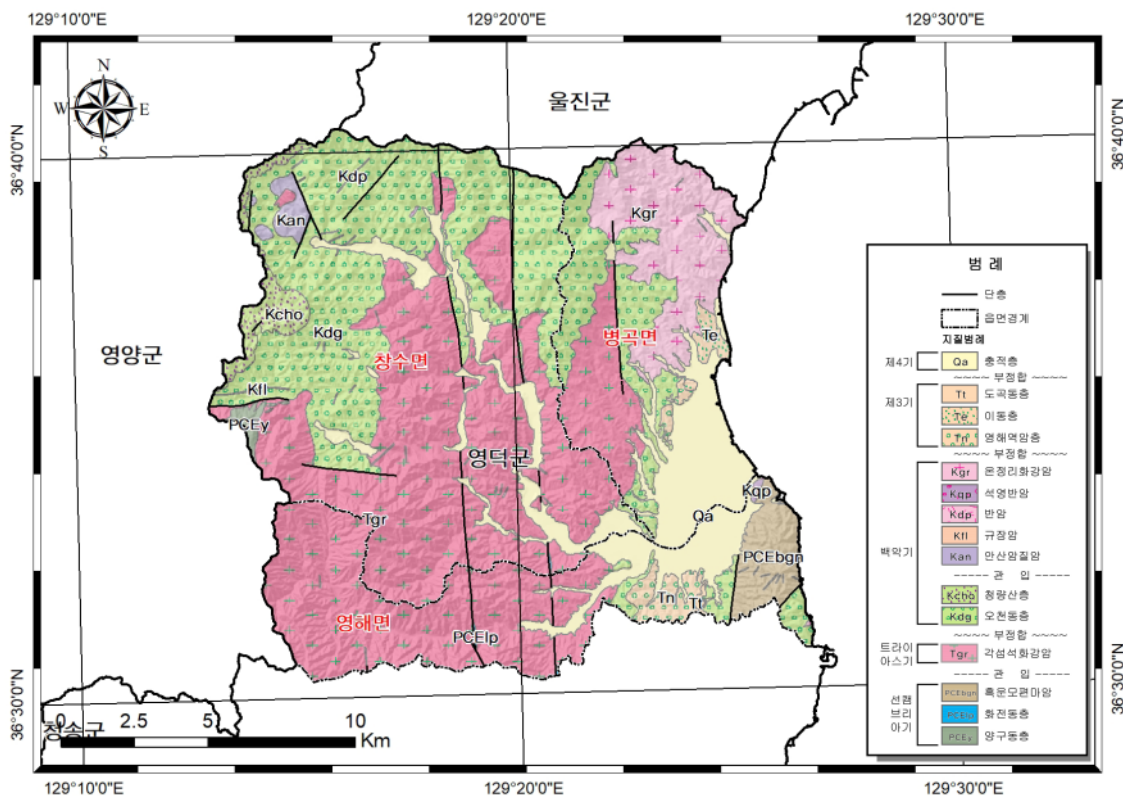 129°10'0"E
129°20'0"E
129°30'0"E
36°40'0"N
36°40'0"N
N
W
E
S
울진군
Kdp
Kan
Kgr
Kcho
Kdg
Te
병곡면
창수면
영양군
Kfl
PCEy
영덕군
Kqp
Qa
Tgr
PCEbgn
Tn
Tt
영해면
PCElp
36°30'0"N
36°30'0"N
청송군
0
2.5
5
10
Km
129°10'0"E
129°20'0"E
129°30'0"E
범 례
단층
읍면경계
지질범례
제4기
Qa
충적층
~~~~ 부정합 ~~~~
제3기
Tt
도곡동층
Te
이동층
Tn
영해역암층
~~~~ 부정합 ~~~~
백악기
Kgr
온정리화강암
Kqp
석영반암
Kdp
반암
Kfl
규장암
Kan
안산암질암
----- 관 입 -----
Kcho
청량산층
Kdg
오천동층
~~~~ 부정합 ~~~~
트라이
아스기
Tgr
각섬석화강암
----- 관 입 -----
선캠
브리
아기
PCEbgn
흑운모편마암
화전동층
PCEy
양구동층